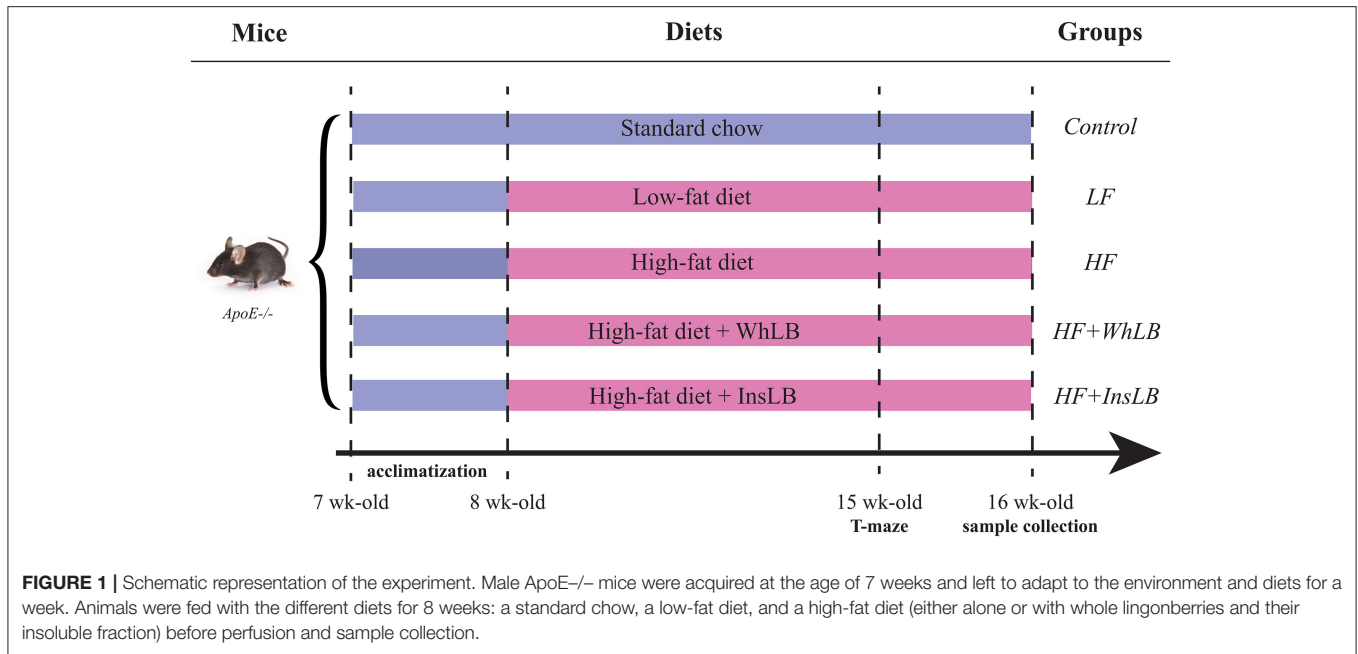 Mice Diets Groups
Standard chow Control
Low-fat diet LF
High-fat diet HF
ApoE-/-
High-fat diet + WhLB HF+WhLB
High-fat diet + InsLB HF+InsLB
acclimatization
7 wk-old 8 wk-old 15 wk-old 16 wk-old
T-maze sample collection
FIGURE 1 | Schematic representation of the experiment. Male ApoE–/– mice were acquired at the age of 7 weeks and left to adapt to the environment and diets for a
week. Animals were fed with the different diets for 8 weeks: a standard chow, a low-fat diet, and a high-fat diet (either alone or with whole lingonberries and their
insoluble fraction) before perfusion and sample collection.